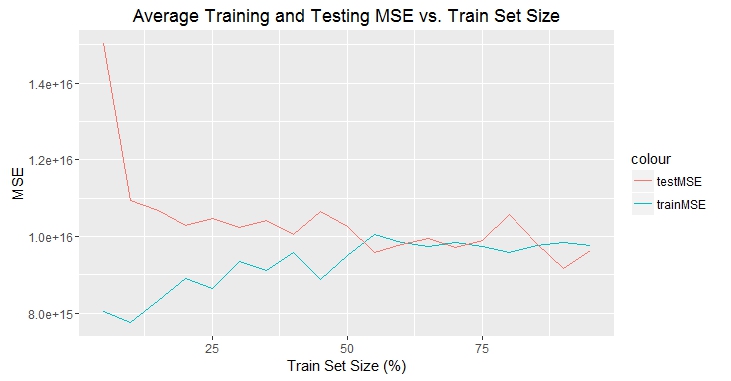 Average Training and Testing MSE vs. Train Set Size
1.4e+16
1.2e+16
1.0e+16
8.0e+15
MSE
25
50
75
Train Set Size (%)
colour
testMSE
trainMSE